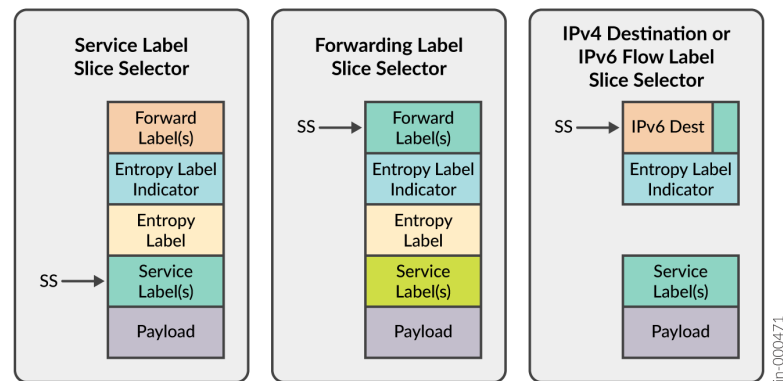 Service Label
Slice Selector
Forward
Label(s)
Entropy Label
Indicator
Entropy
Label
SS
Service
Label(s)
Payload
Forwarding Label
Slice Selector
SS
Forward
Label(s)
Entropy Label
Indicator
Entropy
Label
Service
Label(s)
Payload
IPv4 Destination or
IPv6 Flow Label
Slice Selector
SS
IPv6 Dest
Entropy Label
Indicator
Service
Label(s)
Payload
jn-000471